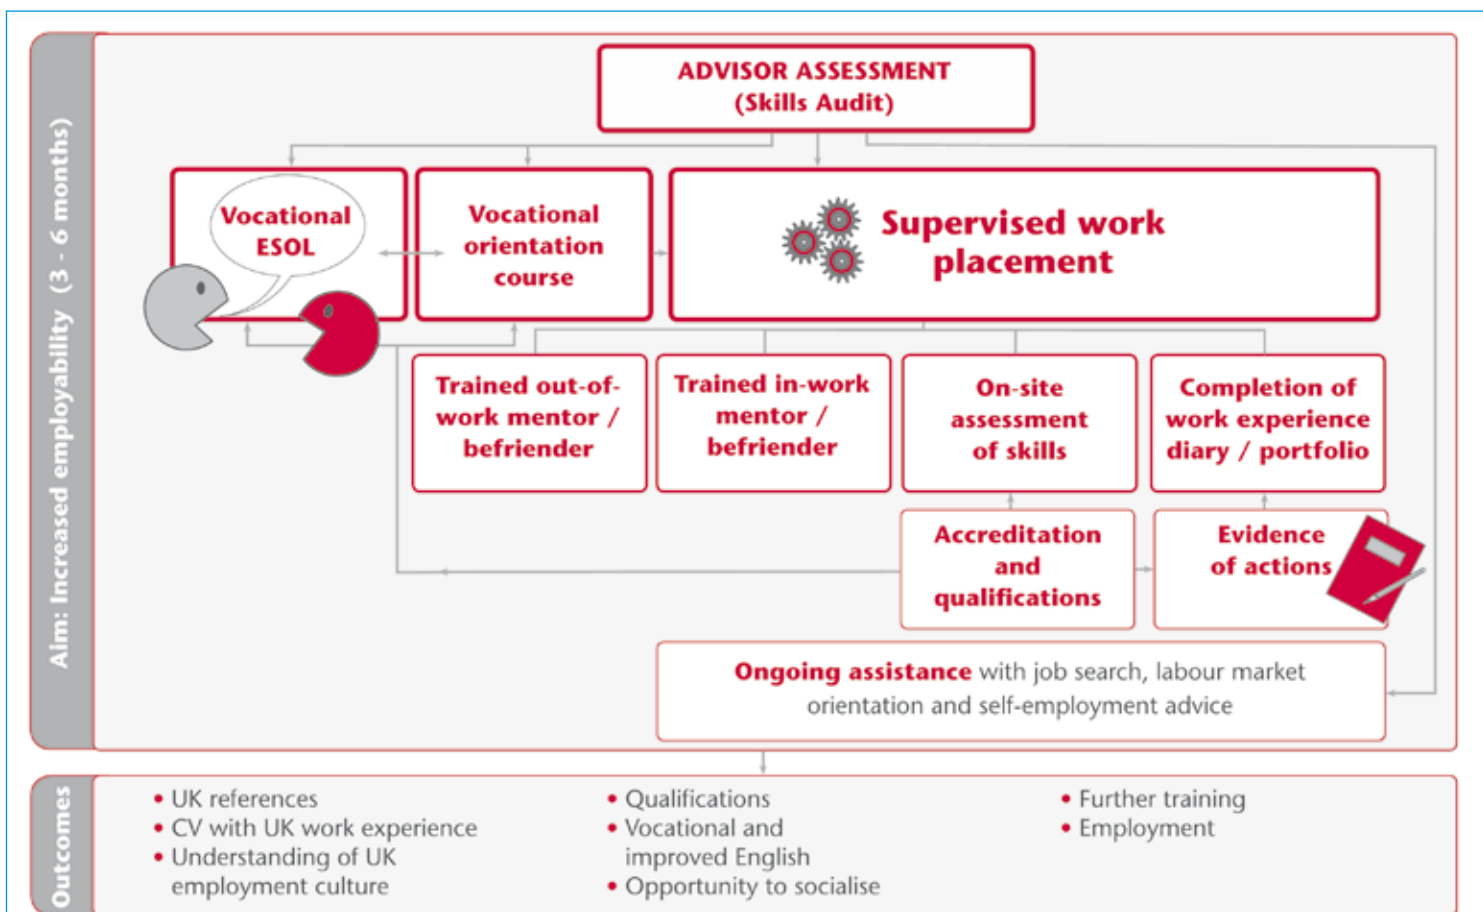 ADVISOR ASSESSMENT
(Skills Audit)
Aim: Increased employability (3 - 6 months)
Vocational
ESOL
Vocational
orientation
course
Supervised work
placement
Trained out-of-
work mentor /
befriender
Trained in-work
mentor /
befriender
On-site
assessment
of skills
Completion of
work experience
diary / portfolio
Accreditation
and
qualifications
Evidence
of actions
Ongoing assistance with job search, labour market
orientation and self-employment advice
Outcomes
• UK references
• CV with UK work experience
• Understanding of UK
employment culture
• Qualifications
• Vocational and
improved English
• Opportunity to socialise
• Further training
• Employment